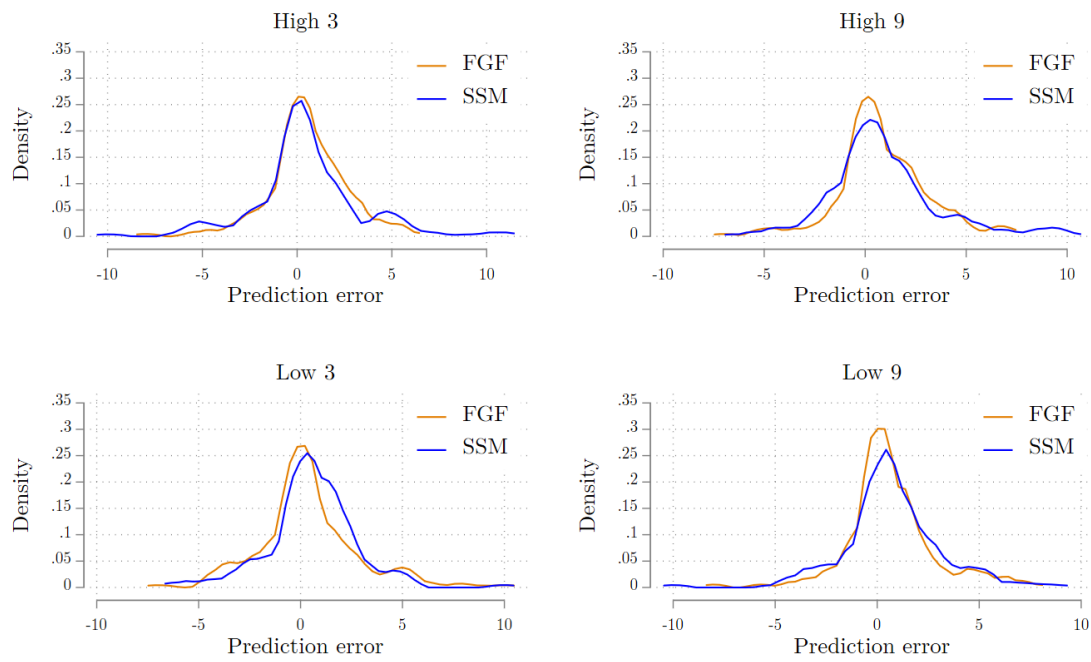 High 3
.35
.3
.25
.2
.15
.1
.05
0
Density
FGF
SSM
-10 -5 0 5 10
Prediction error
High 9
.35
.3
.25
.2
.15
.1
.05
0
Density
FGF
SSM
-10 -5 0 5 10
Prediction error
Low 3
.35
.3
.25
.2
.15
.1
.05
0
Density
FGF
SSM
-10 -5 0 5 10
Prediction error
Low 9
.35
.3
.25
.2
.15
.1
.05
0
Density
FGF
SSM
-10 -5 0 5 10
Prediction error